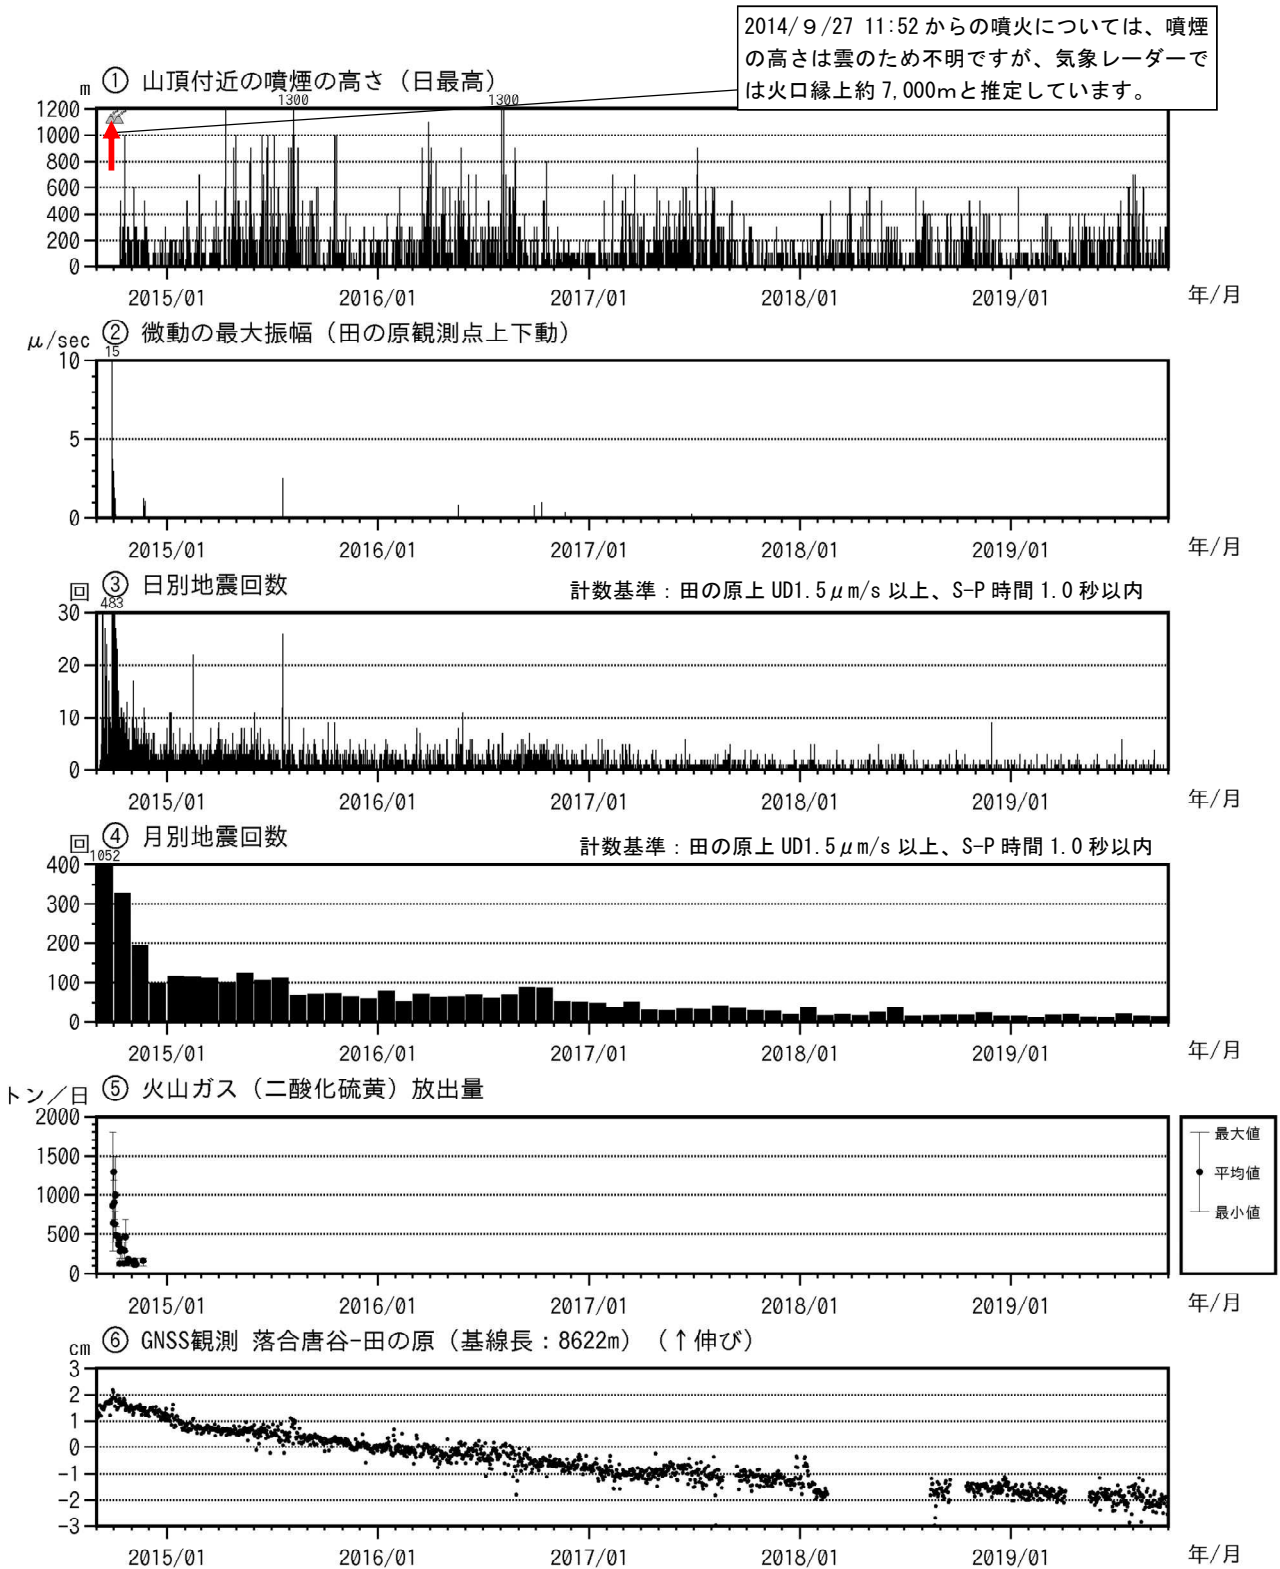 2014/９/27 11:52からの噴火については、噴煙
の高さは雲のため不明ですが、気象レーダーで
は火口縁上約7,000mと推定しています。
m ① 山頂付近の噴煙の高さ（日最高）
1300 1300
1200
1000
800
600
400
200
0
2015/01 2016/01 2017/01 2018/01 2019/01 年/月
μ/sec ② 微動の最大振幅（田の原観測点上下動）
15
10
5
0
2015/01 2016/01 2017/01 2018/01 2019/01 年/月
回 ③ 日別地震回数 計数基準：田の原上UD1.5μm/s以上、S-P時間1.0秒以内
483
30
20
10
0
2015/01 2016/01 2017/01 2018/01 2019/01 年/月
回 ④ 月別地震回数 計数基準：田の原上UD1.5μm/s以上、S-P時間1.0秒以内
1052
400
300
200
100
0
2015/01 2016/01 2017/01 2018/01 2019/01 年/月
トン／日 ⑤ 火山ガス（二酸化硫黄）放出量
2000
1500
1000
500
0
最大値
平均値
最小値
2015/01 2016/01 2017/01 2018/01 2019/01 年/月
cm ⑥ GNSS観測 落合唐谷-田の原（基線長：8622m）（↑伸び）
3
2
1
0
-1
-2
-3
2015/01 2016/01 2017/01 2018/01 2019/01 年/月